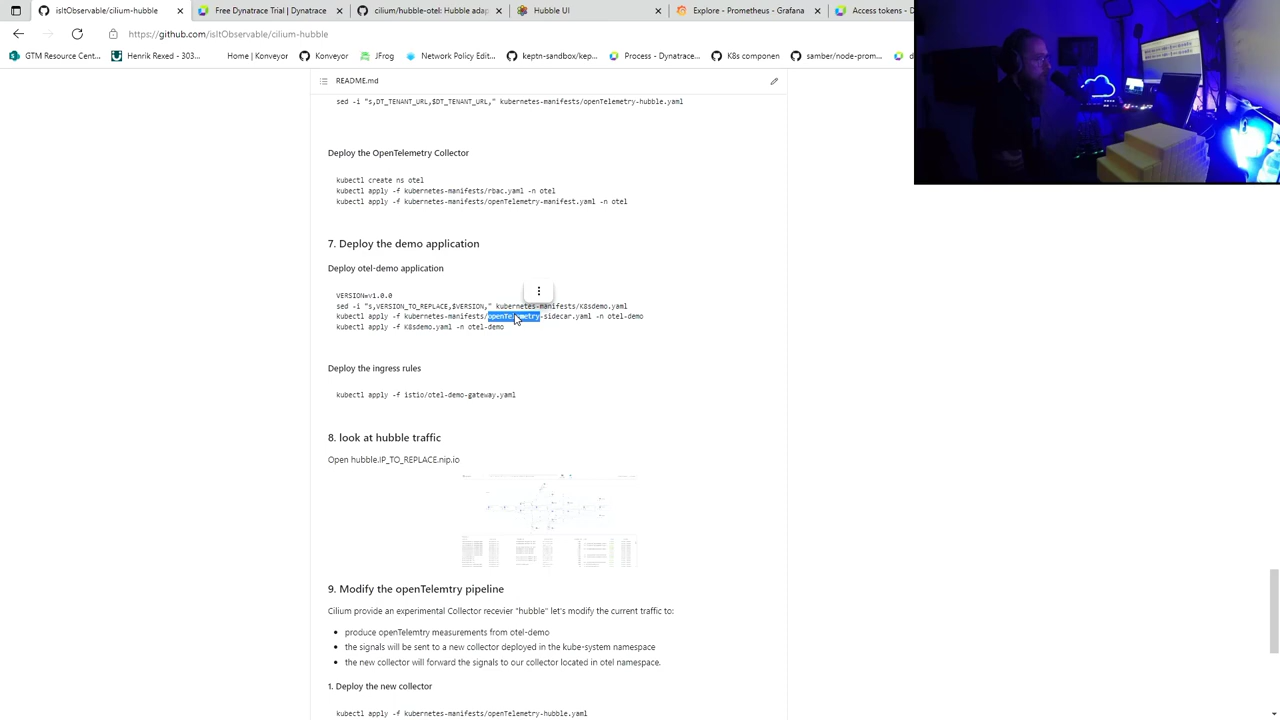 isItObservable/cilium-hubble
Free Dynatrace Trial | Dynatrace
cilium/hubble-otel: Hubble adap
Hubble UI
Explore - Prometheus - Grafana
Access tokens - D
https://github.com/isItObservable/cilium-hubble
GTM Resource Cent...
Henrik Rexed - 303...
Home | Konveyor
Konveyor
JFrog
Network Policy Edit...
keptn-sandbox/kep...
Process - Dynatrace...
K8s componen
samber/node-prom...
README.md
sed -i "s,DT_TENANT_URL,$DT_TENANT_URL," kubernetes-manifests/openTelemetry-hubble.yaml
Deploy the OpenTelemetry Collector
kubectl create ns otel
kubectl apply -f kubernetes-manifests/rbac.yaml -n otel
kubectl apply -f kubernetes-manifests/openTelemetry-manifest.yaml -n otel
7. Deploy the demo application
Deploy otel-demo application
VERSION=v1.0.0
sed -i "s,VERSION_TO_REPLACE,$VERSION," kubernetes-manifests/K8sdemo.yaml
kubectl apply -f kubernetes-manifests/openTelemetry-sidecar.yaml -n otel-demo
kubectl apply -f K8sdemo.yaml -n otel-demo
Deploy the ingress rules
kubectl apply -f istio/otel-demo-gateway.yaml
8. look at hubble traffic
Open hubble.IP_TO_REPLACE.nip.io
9. Modify the openTelemtry pipeline
Cilium provide an experimental Collector recevier "hubble" let's modify the current traffic to:
• produce openTelemtry measurements from otel-demo
• the signals will be sent to a new collector deployed in the kube-system namespace
• the new collector will forward the signals to our collector located in otel namespace.
1. Deploy the new collector
kubectl apply -f kubernetes-manifests/openTelemetry-hubble.yaml